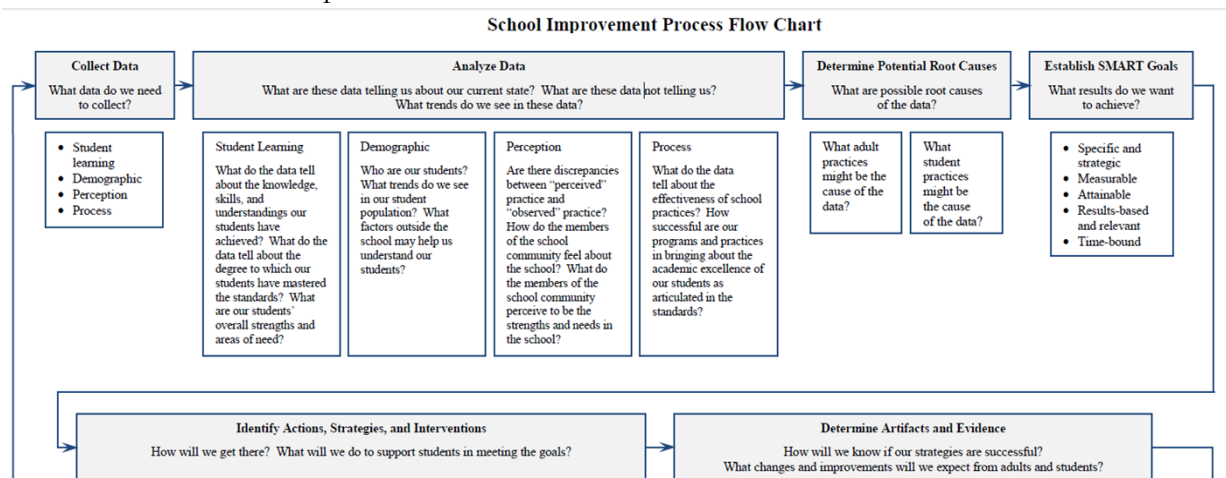 School Improvement Process Flow Chart
Collect Data
What data do we need
to collect?
Analyze Data
What are these data telling us about our current state?  What are these data not telling us?
What trends do we see in these data?
Determine Potential Root Causes
What are possible root causes
of the data?
Establish SMART Goals
What results do we want
to achieve?
• Student
learning
• Demographic
• Perception
• Process
Student Learning
What do the data tell
about the knowledge,
skills, and
understandings our
students have
achieved?  What do the
data tell about the
degree to which our
students have mastered
the standards?  What
are our students’
overall strengths and
areas of need?
Demographic
Who are our students?
What trends do we see
in our student
population?  What
factors outside the
school may help us
understand our
students?
Perception
Are there discrepancies
between “perceived”
practice and
“observed” practice?
How do the members
of the school
community feel about
the school?  What do
the members of the
school community
perceive to be the
strengths and needs in
the school?
Process
What do the data
tell about the
effectiveness of school
practices?  How
successful are our
programs and practices
in bringing about the
academic excellence of
our students as
articulated in the
standards?
What adult
practices
might be the
cause of the
data?
What
student
practices
might be
the cause
of the data?
• Specific and
strategic
• Measurable
• Attainable
• Results-based
and relevant
• Time-bound
Identify Actions, Strategies, and Interventions
How will we get there?  What will we do to support students in meeting the goals?
Determine Artifacts and Evidence
How will we know if our strategies are successful?
What changes and improvements will we expect from adults and students?